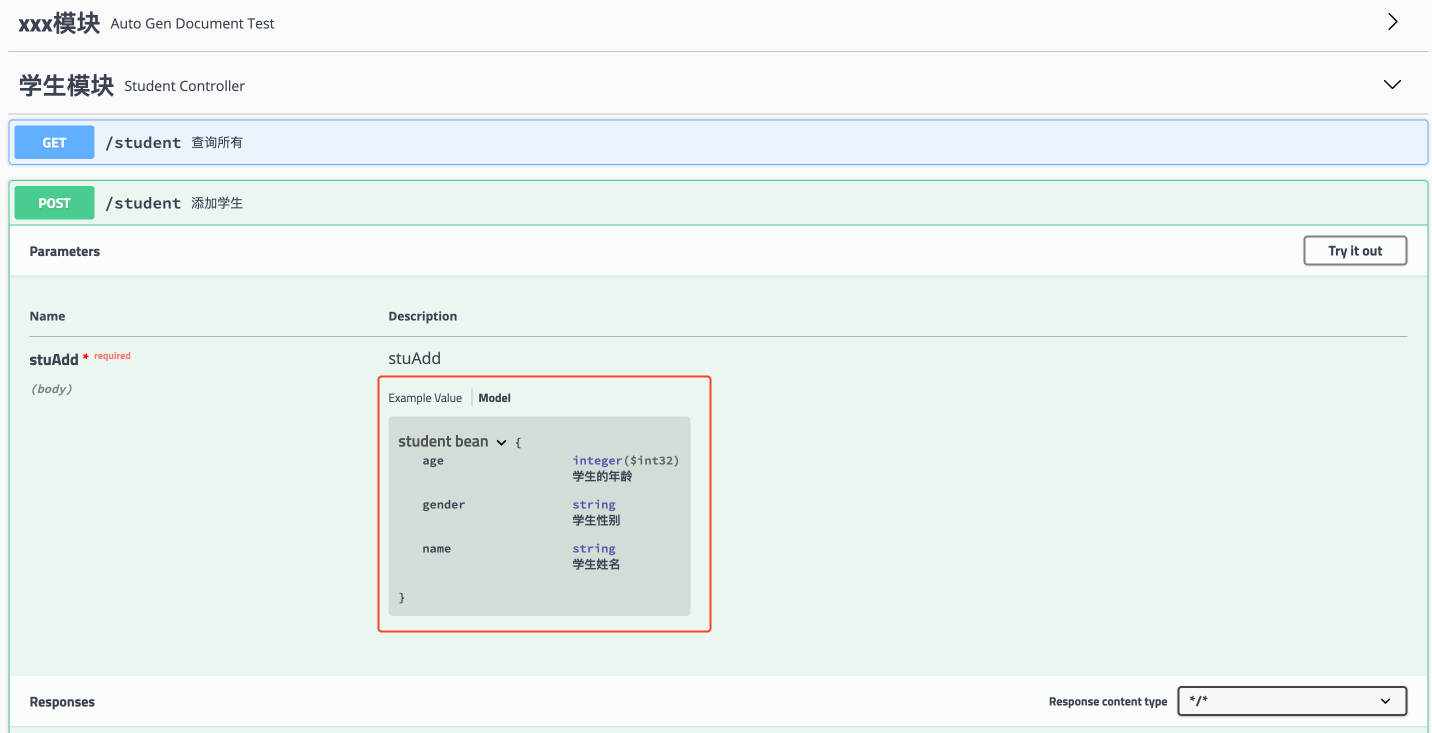 xxx模块 Auto Gen Document Test
学生模块 Student Controller
GET /student 查询所有
POST /student 添加学生
Parameters Try it out
Name Description
stuAdd * required stuAdd
(body)
Example Value Model
student bean {
age integer($int32)
学生的年龄
gender string
学生性别
name string
学生姓名
}
Responses Response content type */*